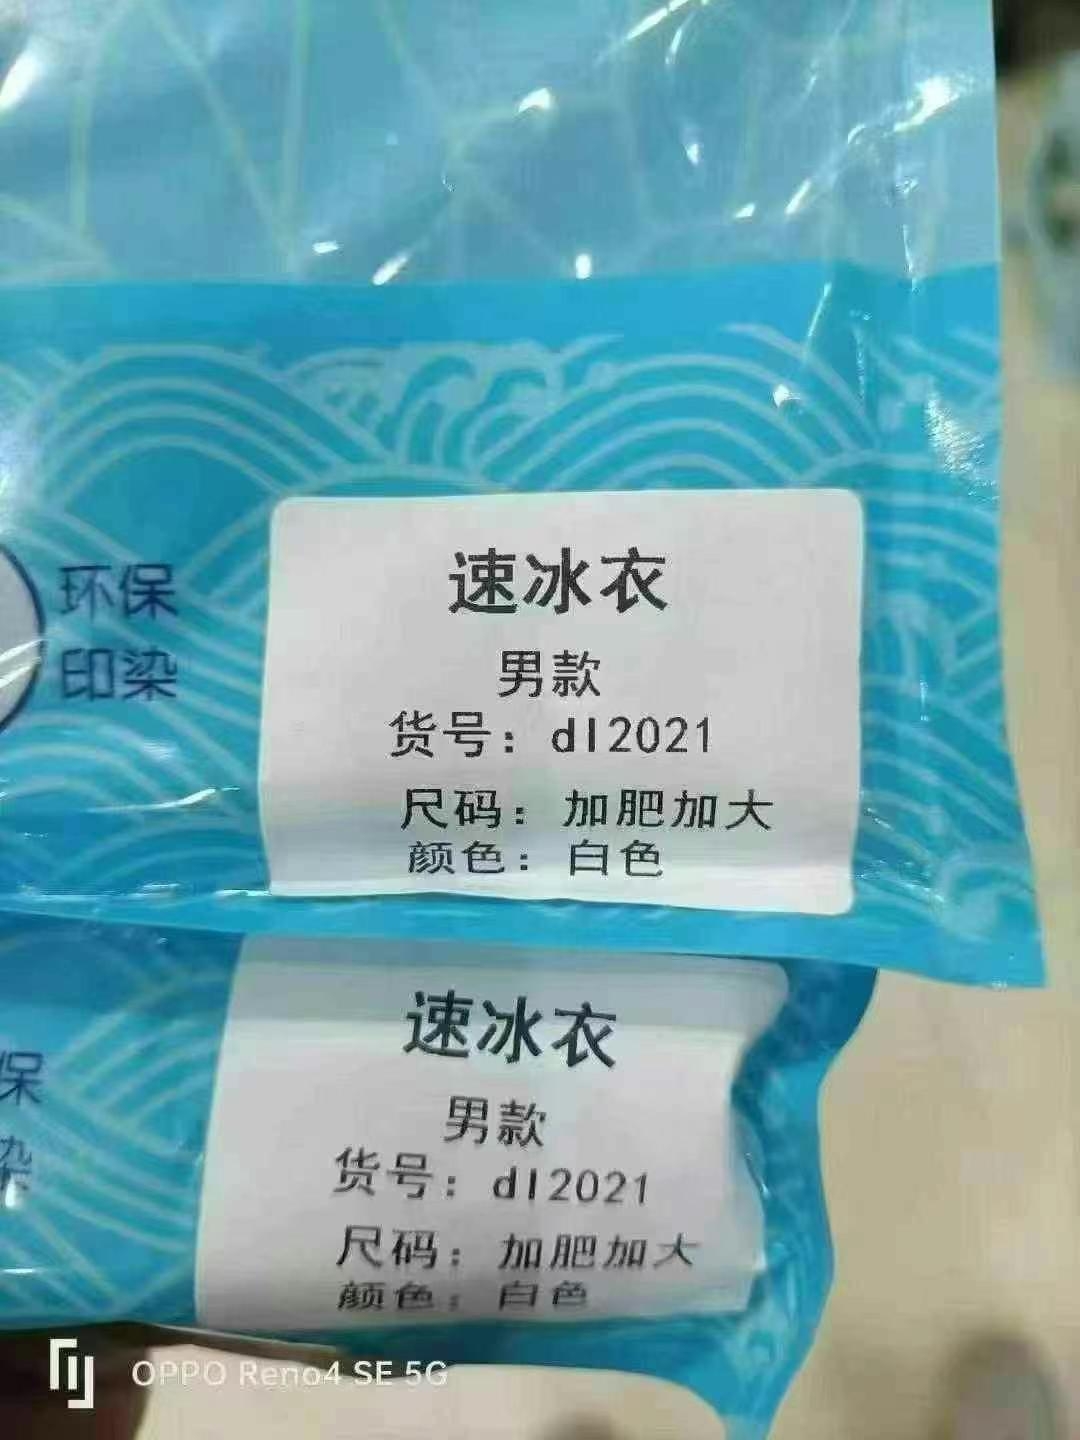 环保
印染
速冰衣
男款
货号：dl2021
尺码：加肥加大
颜色：白色
保
染
速冰衣
男款
货号：dl2021
尺码：加肥加大
颜色：白色
OPPO Reno4 SE 5G